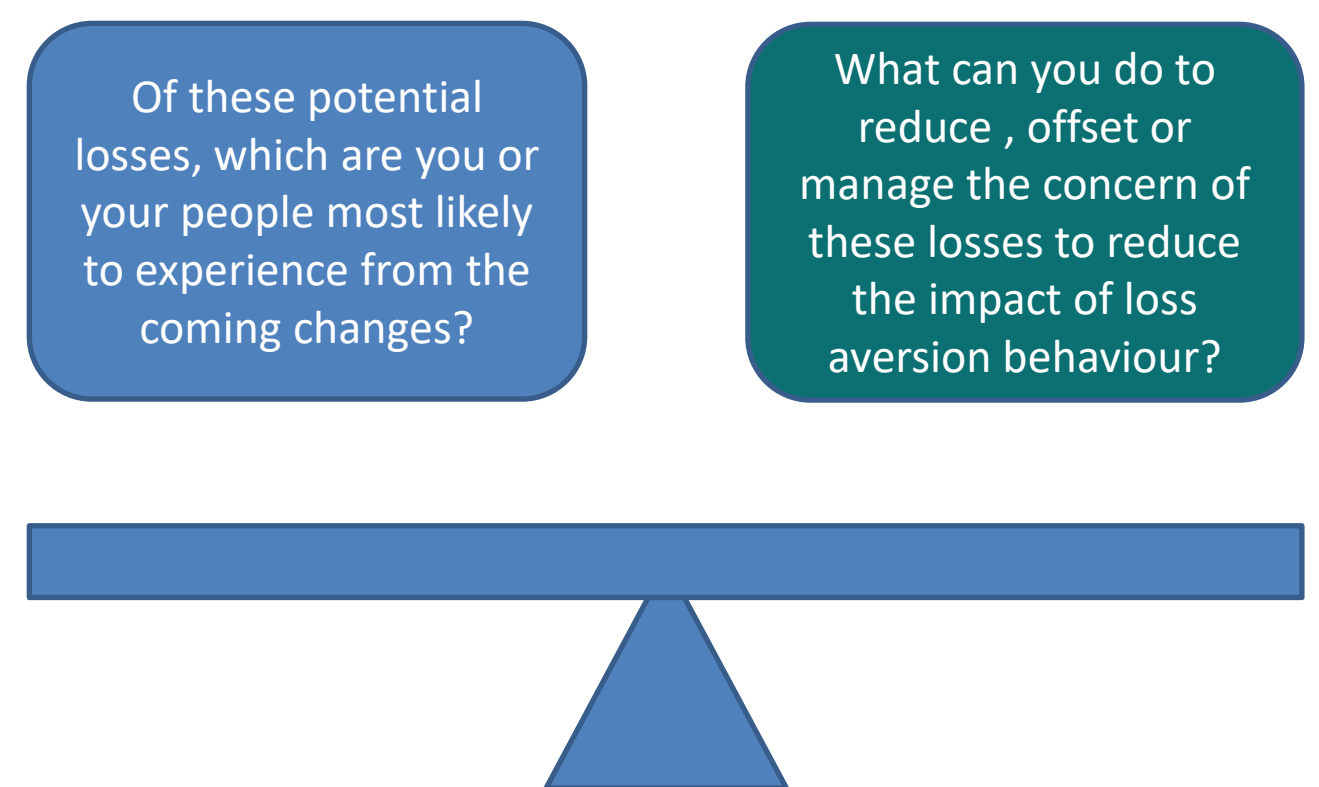 Of these potential
losses, which are you or
your people most likely
to experience from the
coming changes?
What can you do to
reduce , offset or
manage the concern of
these losses to reduce
the impact of loss
aversion behaviour?